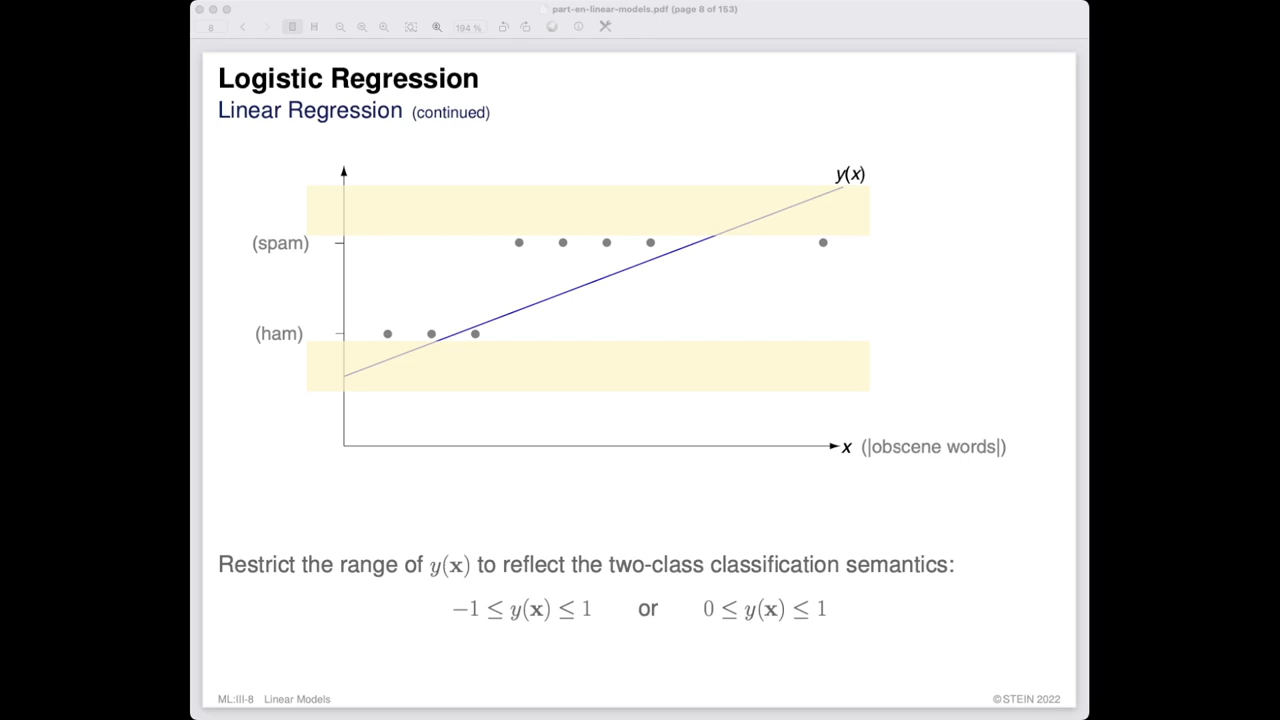 part-en-linear-models.pdf (page 8 of 153)
8
194 %
Logistic Regression
Linear Regression (continued)
y(x)
(spam)
(ham)
x (|obscene words|)
Restrict the range of y(x) to reflect the two-class classification semantics:
−1 ≤ y(x) ≤ 1 or 0 ≤ y(x) ≤ 1
ML:III-8 Linear Models ©STEIN 2022